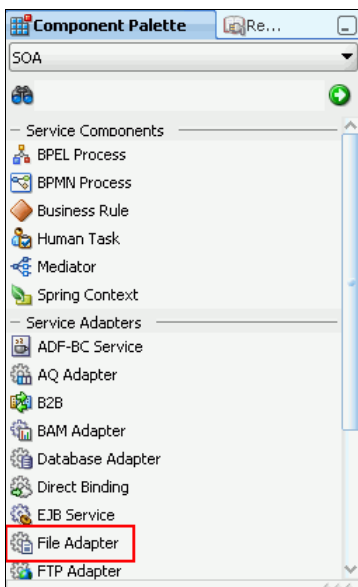 Component Palette Re...
SOA
Service Components
BPEL Process
BPMN Process
Business Rule
Human Task
Mediator
Spring Context
Service Adapters
ADF-BC Service
AQ Adapter
B2B
BAM Adapter
Database Adapter
Direct Binding
EJB Service
File Adapter
FTP Adapter